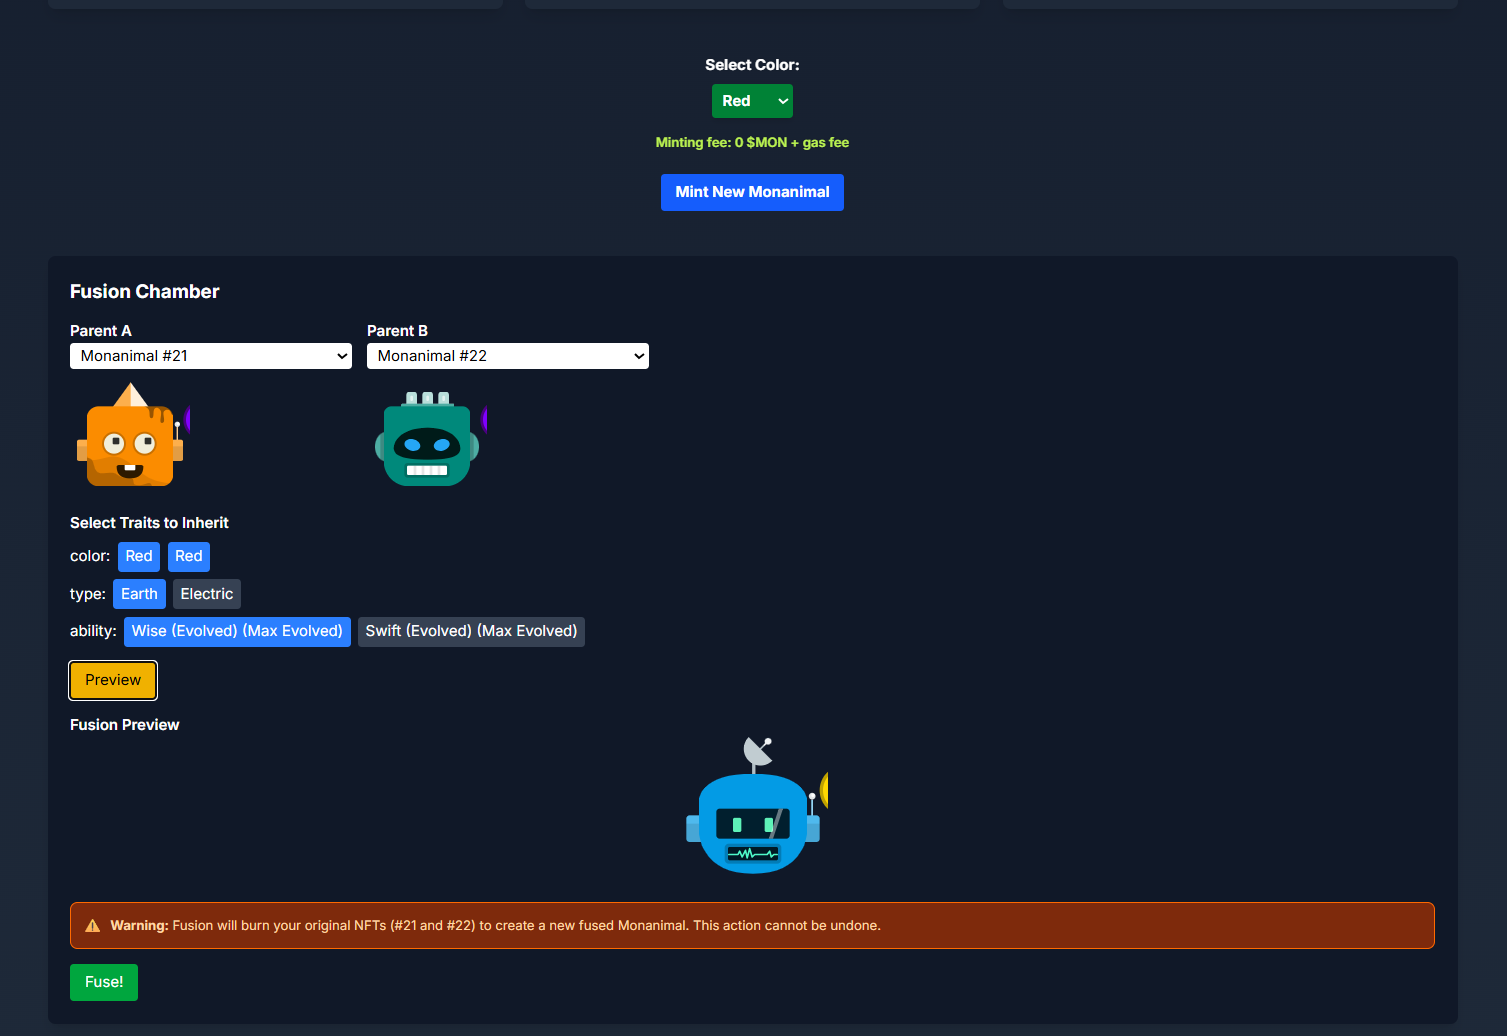 Select Color:
Red
Minting fee: 0 $MON + gas fee
Mint New Monanimal
Fusion Chamber
Parent A Parent B
Monanimal #21 Monanimal #22
Select Traits to Inherit
color: Red Red
type: Earth Electric
ability: Wise (Evolved) (Max Evolved) Swift (Evolved) (Max Evolved)
Preview
Fusion Preview
Warning: Fusion will burn your original NFTs (#21 and #22) to create a new fused Monanimal. This action cannot be undone.
Fuse!